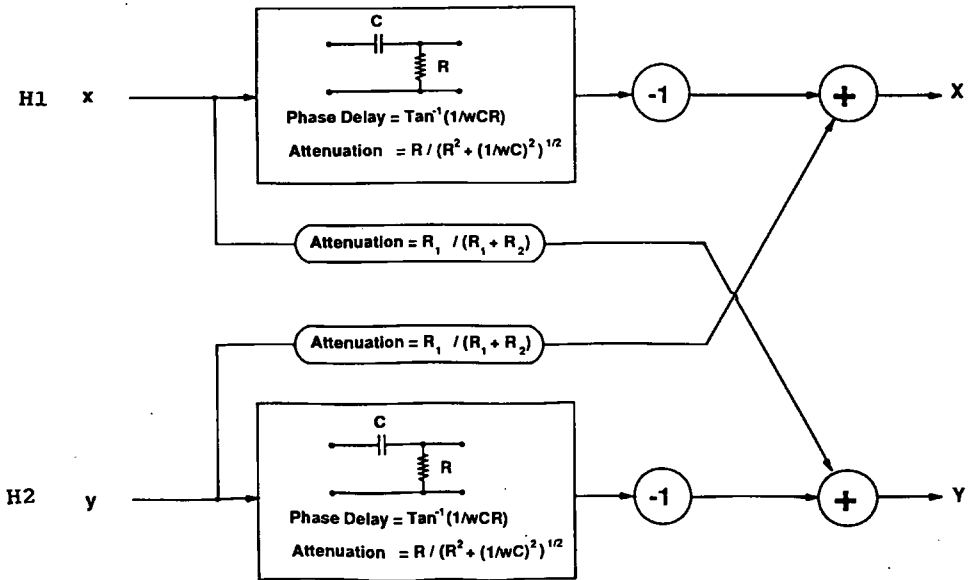 C
R
H1 x
Phase Delay = Tan⁻¹(1/wCR)
Attenuation = R / (R² + (1/wC)²)¹/²
-1
+
X
Attenuation = R₁ / (R₁ + R₂)
Attenuation = R₁ / (R₁ + R₂)
C
R
H2 y
Phase Delay = Tan⁻¹(1/wCR)
Attenuation = R / (R² + (1/wC)²)¹/²
-1
+
Y